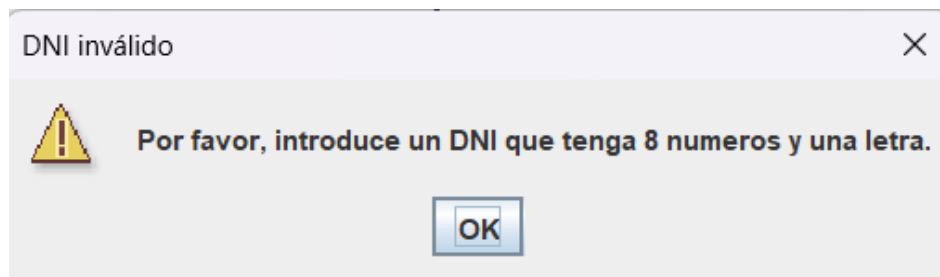 DNI inválido
Por favor, introduce un DNI que tenga 8 numeros y una letra.
OK